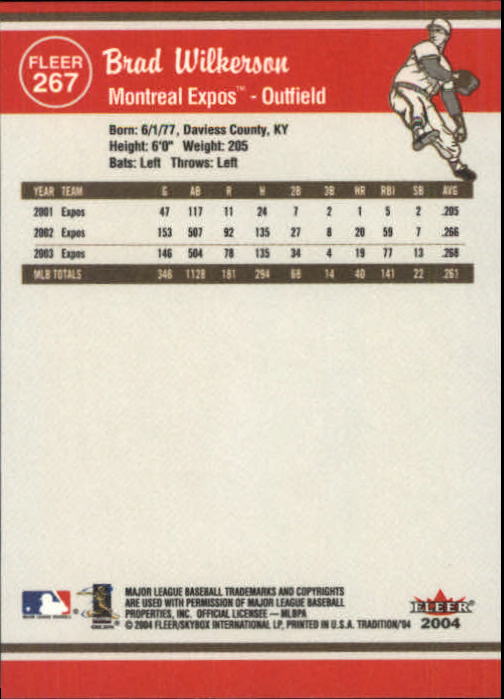 FLEER
267
Brad Wilkerson
Montreal Expos™ - Outfield
Born: 6/1/77, Daviess County, KY
Height: 6'0" Weight: 205
Bats: Left Throws: Left
YEAR TEAM G AB R H 2B 3B HR RBI SB AVG
2001 Expos 47 117 11 24 7 2 1 5 2 .205
2002 Expos 153 507 92 135 27 8 20 59 7 .266
2003 Expos 146 504 78 135 34 4 19 77 13 .268
MLB TOTALS 346 1128 181 294 68 14 40 141 22 .261
MAJOR LEAGUE BASEBALL TRADEMARKS AND COPYRIGHTS
ARE USED WITH PERMISSION OF MAJOR LEAGUE BASEBALL
PROPERTIES, INC. OFFICIAL LICENSEE – MLBPA
© 2004 FLEER/SKYBOX INTERNATIONAL LP, PRINTED IN U.S.A. TRADITION/'04
FLEER
2004